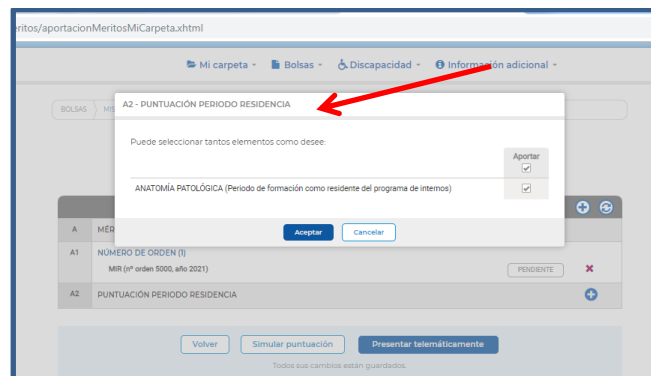 eritos/aportacionMeritosMiCarpeta.xhtml
Mi carpeta Bolsas Discapacidad Información adicional
BOLSAS MIS
A2 - PUNTUACIÓN PERIODO RESIDENCIA
Puede seleccionar tantos elementos como desee:
Aportar
ANATOMÍA PATOLÓGICA (Periodo de formación como residente del programa de internos)
Aceptar Cancelar
A MÉR
A1 NÚMERO DE ORDEN (1)
MIR (nº orden 5000, año 2021) PENDIENTE
A2 PUNTUACIÓN PERIODO RESIDENCIA
Volver Simular puntuación Presentar telemáticamente
Todos sus cambios están guardados.